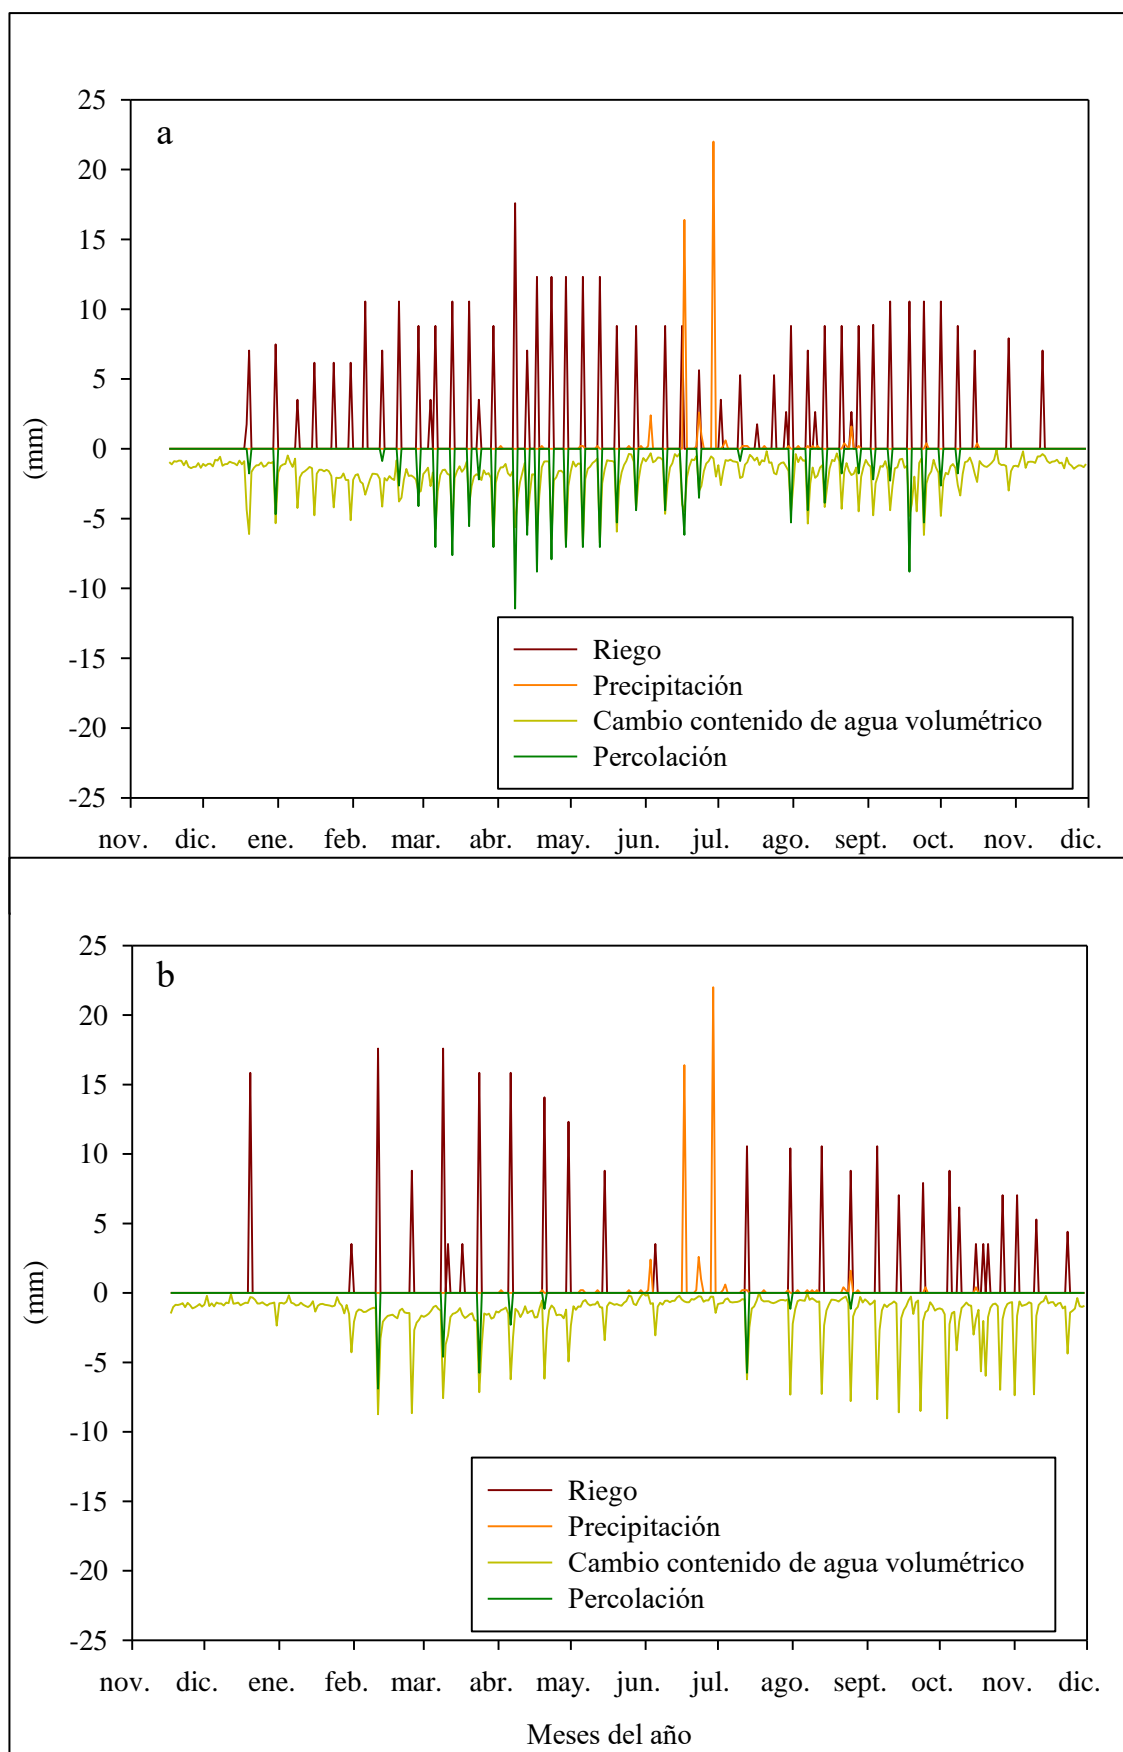 25
a
20
15
10
5
0
(mm)
-5
-10
-15
-20
-25
Riego
Precipitación
Cambio contenido de agua volumétrico
Percolación
nov. dic. ene. feb. mar. abr. may. jun. jul. ago. sept. oct. nov. dic.
25
b
20
15
10
5
0
(mm)
-5
-10
-15
-20
-25
Riego
Precipitación
Cambio contenido de agua volumétrico
Percolación
nov. dic. ene. feb. mar. abr. may. jun. jul. ago. sept. oct. nov. dic.
Meses del año